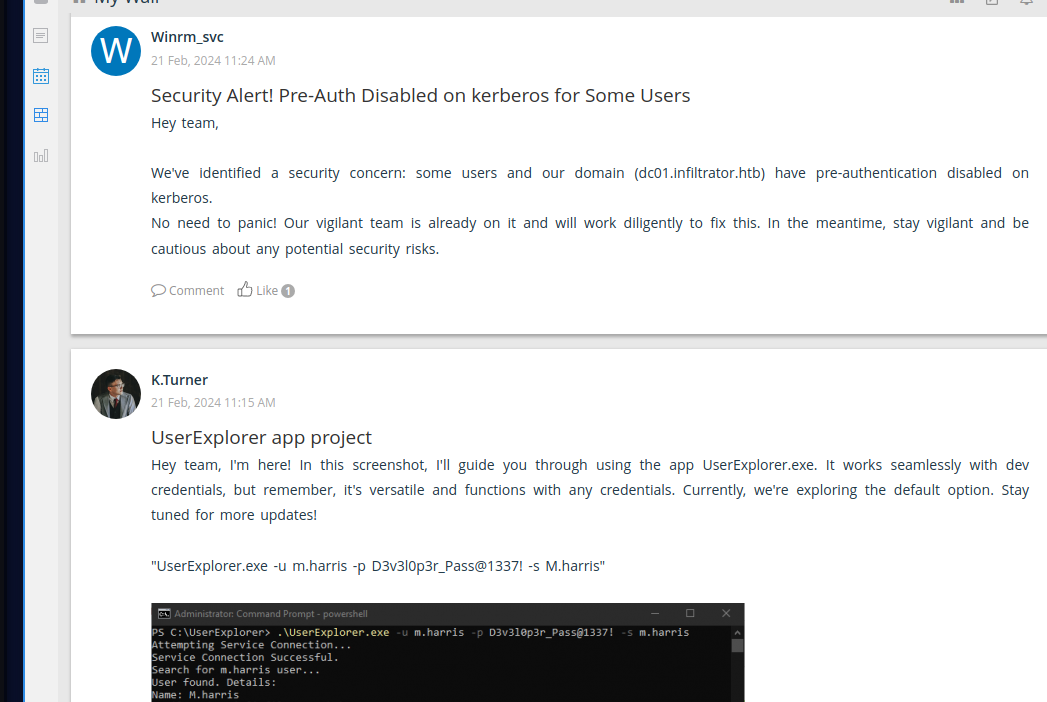 My Wall
W
Winrm_svc
21 Feb, 2024 11:24 AM
Security Alert! Pre-Auth Disabled on kerberos for Some Users
Hey team,
We've identified a security concern: some users and our domain (dc01.infiltrator.htb) have pre-authentication disabled on
kerberos.
No need to panic! Our vigilant team is already on it and will work diligently to fix this. In the meantime, stay vigilant and be
cautious about any potential security risks.
Comment Like 1
K.Turner
21 Feb, 2024 11:15 AM
UserExplorer app project
Hey team, I'm here! In this screenshot, I'll guide you through using the app UserExplorer.exe. It works seamlessly with dev
credentials, but remember, it's versatile and functions with any credentials. Currently, we're exploring the default option. Stay
tuned for more updates!
"UserExplorer.exe -u m.harris -p D3v3l0p3r_Pass@1337! -s M.harris"
Administrator: Command Prompt - powershell
PS C:\UserExplorer> .\UserExplorer.exe -u m.harris -p D3v3l0p3r_Pass@1337! -s m.harris
Attempting Service Connection...
Service Connection Successful.
Search for m.harris user...
User found. Details:
Name: M.harris